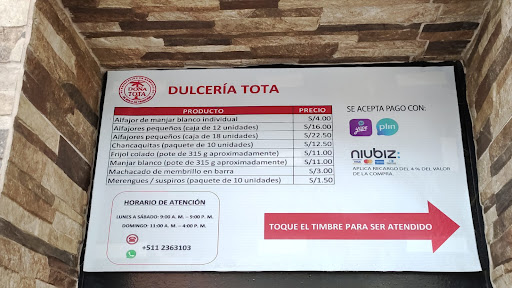 DOÑA
TOTA
DULCERÍA TOTA
PRODUCTO PRECIO
Alfajor de manjar blanco individual S/4.00
Alfajores pequeños (caja de 12 unidades) S/16.00
Alfajores pequeños (caja de 18 unidades) S/22.50
Chancaquitas (paquete de 10 unidades) S/12.50
Frijol colado (pote de 315 g aproximadamente) S/11.00
Manjar blanco (pote de 315 g aproximadamente) S/11.00
Machacado de membrillo en barra S/3.00
Merengues / suspiros (paquete de 10 unidades) S/1.50
SE ACEPTA PAGO CON:
yape plin
niubiz:
APLICA RECARGO DEL 4 % DEL VALOR
DE LA COMPRA.
HORARIO DE ATENCIÓN
LUNES A SÁBADO: 9:00 A. M. – 9:00 P. M.
DOMINGO: 11:00 A. M. – 4:00 P. M.
+511 2363103
TOQUE EL TIMBRE PARA SER ATENDIDO